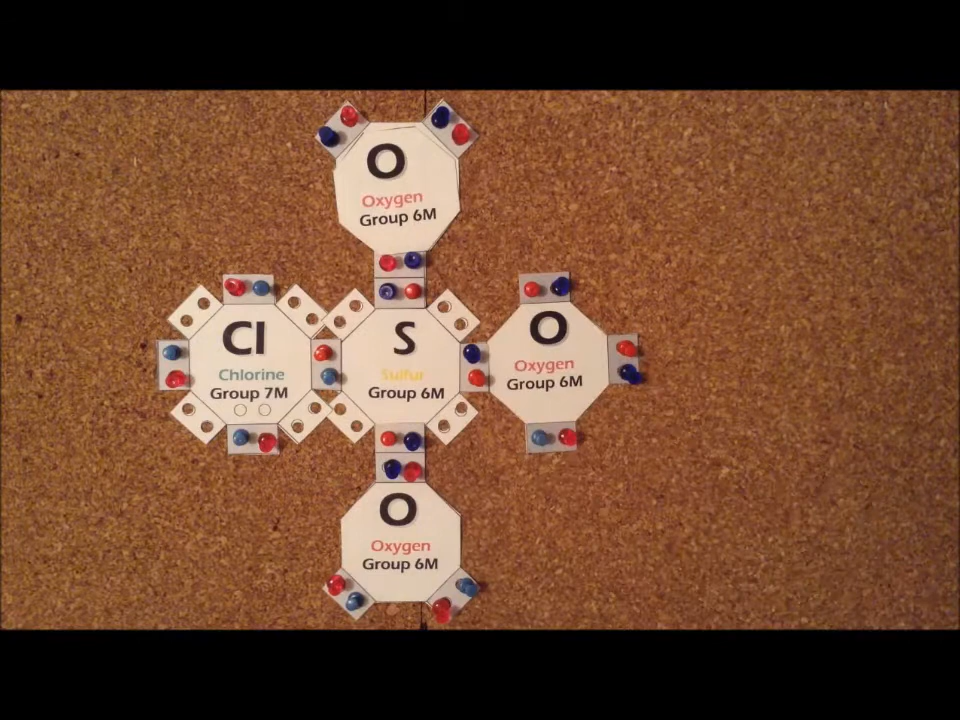 O
Oxygen
Group 6M
Cl
Chlorine
Group 7M
S
Sulfur
Group 6M
O
Oxygen
Group 6M
O
Oxygen
Group 6M